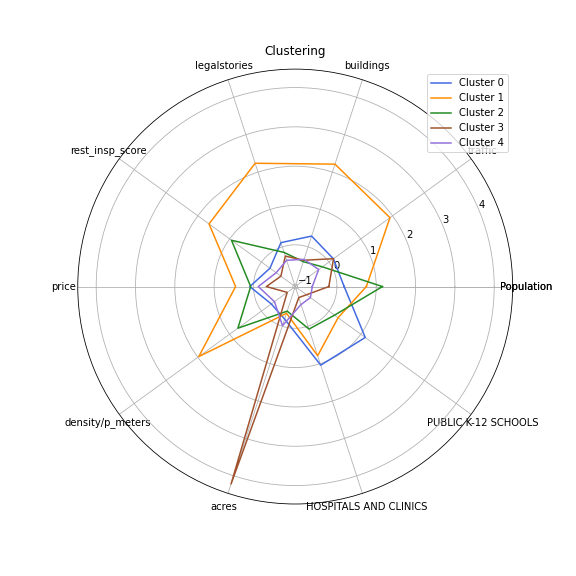 Clustering
legalstories
buildings
Cluster 0
Cluster 1
Cluster 2
Cluster 3
Cluster 4
rest_insp_score
traffic
4
3
2
1
0
−1
price
Population
density/p_meters
PUBLIC K-12 SCHOOLS
acres
HOSPITALS AND CLINICS